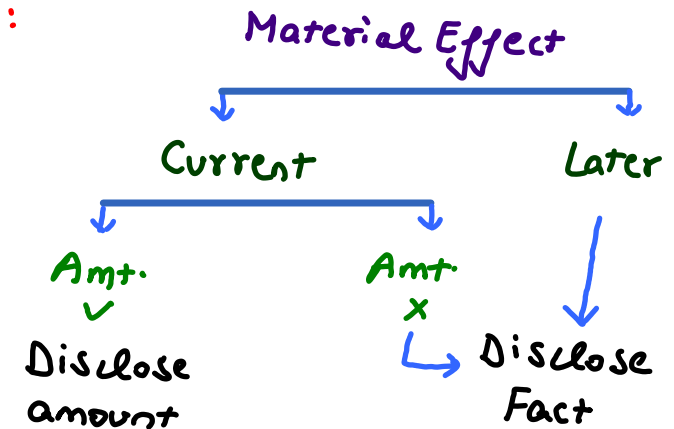 :
Material Effect
Current Later
Amt. Amt.
✓ x
Disclose Disclose
amount Fact